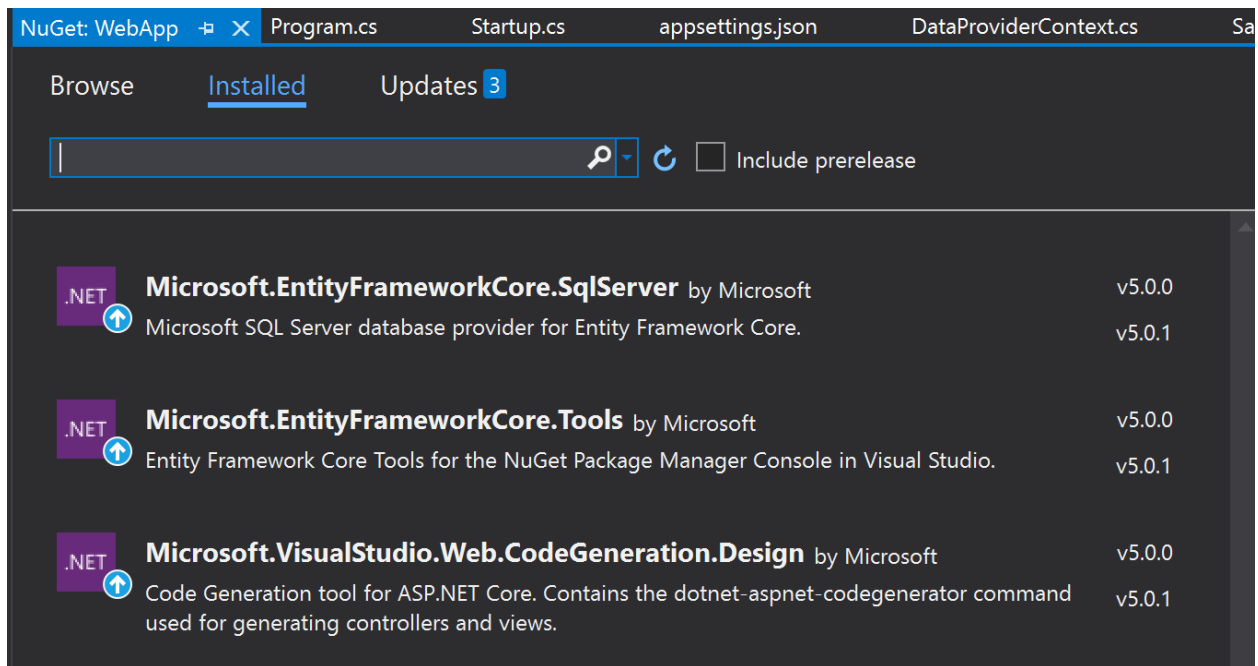 NuGet: WebApp Program.cs Startup.cs appsettings.json DataProviderContext.cs Sa
Browse Installed Updates 3
Include prerelease
.NET Microsoft.EntityFrameworkCore.SqlServer by Microsoft v5.0.0
Microsoft SQL Server database provider for Entity Framework Core. v5.0.1
.NET Microsoft.EntityFrameworkCore.Tools by Microsoft v5.0.0
Entity Framework Core Tools for the NuGet Package Manager Console in Visual Studio. v5.0.1
.NET Microsoft.VisualStudio.Web.CodeGeneration.Design by Microsoft v5.0.0
Code Generation tool for ASP.NET Core. Contains the dotnet-aspnet-codegenerator command v5.0.1
used for generating controllers and views.